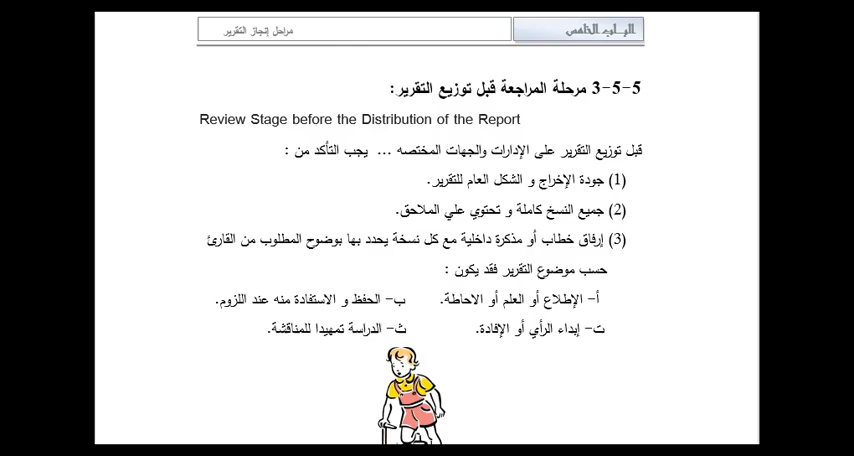 الباب الخامس
مراحل إنجاز التقرير
5-5-3 مرحلة المراجعة قبل توزيع التقرير:
Review Stage before the Distribution of the Report
قبل توزيع التقرير على الإدارات والجهات المختصه ... يجب التأكد من :
(1) جودة الإخراج و الشكل العام للتقرير.
(2) جميع النسخ كاملة و تحتوي علي الملاحق.
(3) إرفاق خطاب أو مذكرة داخلية مع كل نسخة يحدد بها بوضوح المطلوب من القارئ
حسب موضوع التقرير فقد يكون :
أ- الإطلاع أو العلم أو الاحاطة. ب- الحفظ و الاستفادة منه عند اللزوم.
ت- إبداء الرأي أو الإفادة. ث- الدراسة تمهيدا للمناقشة.